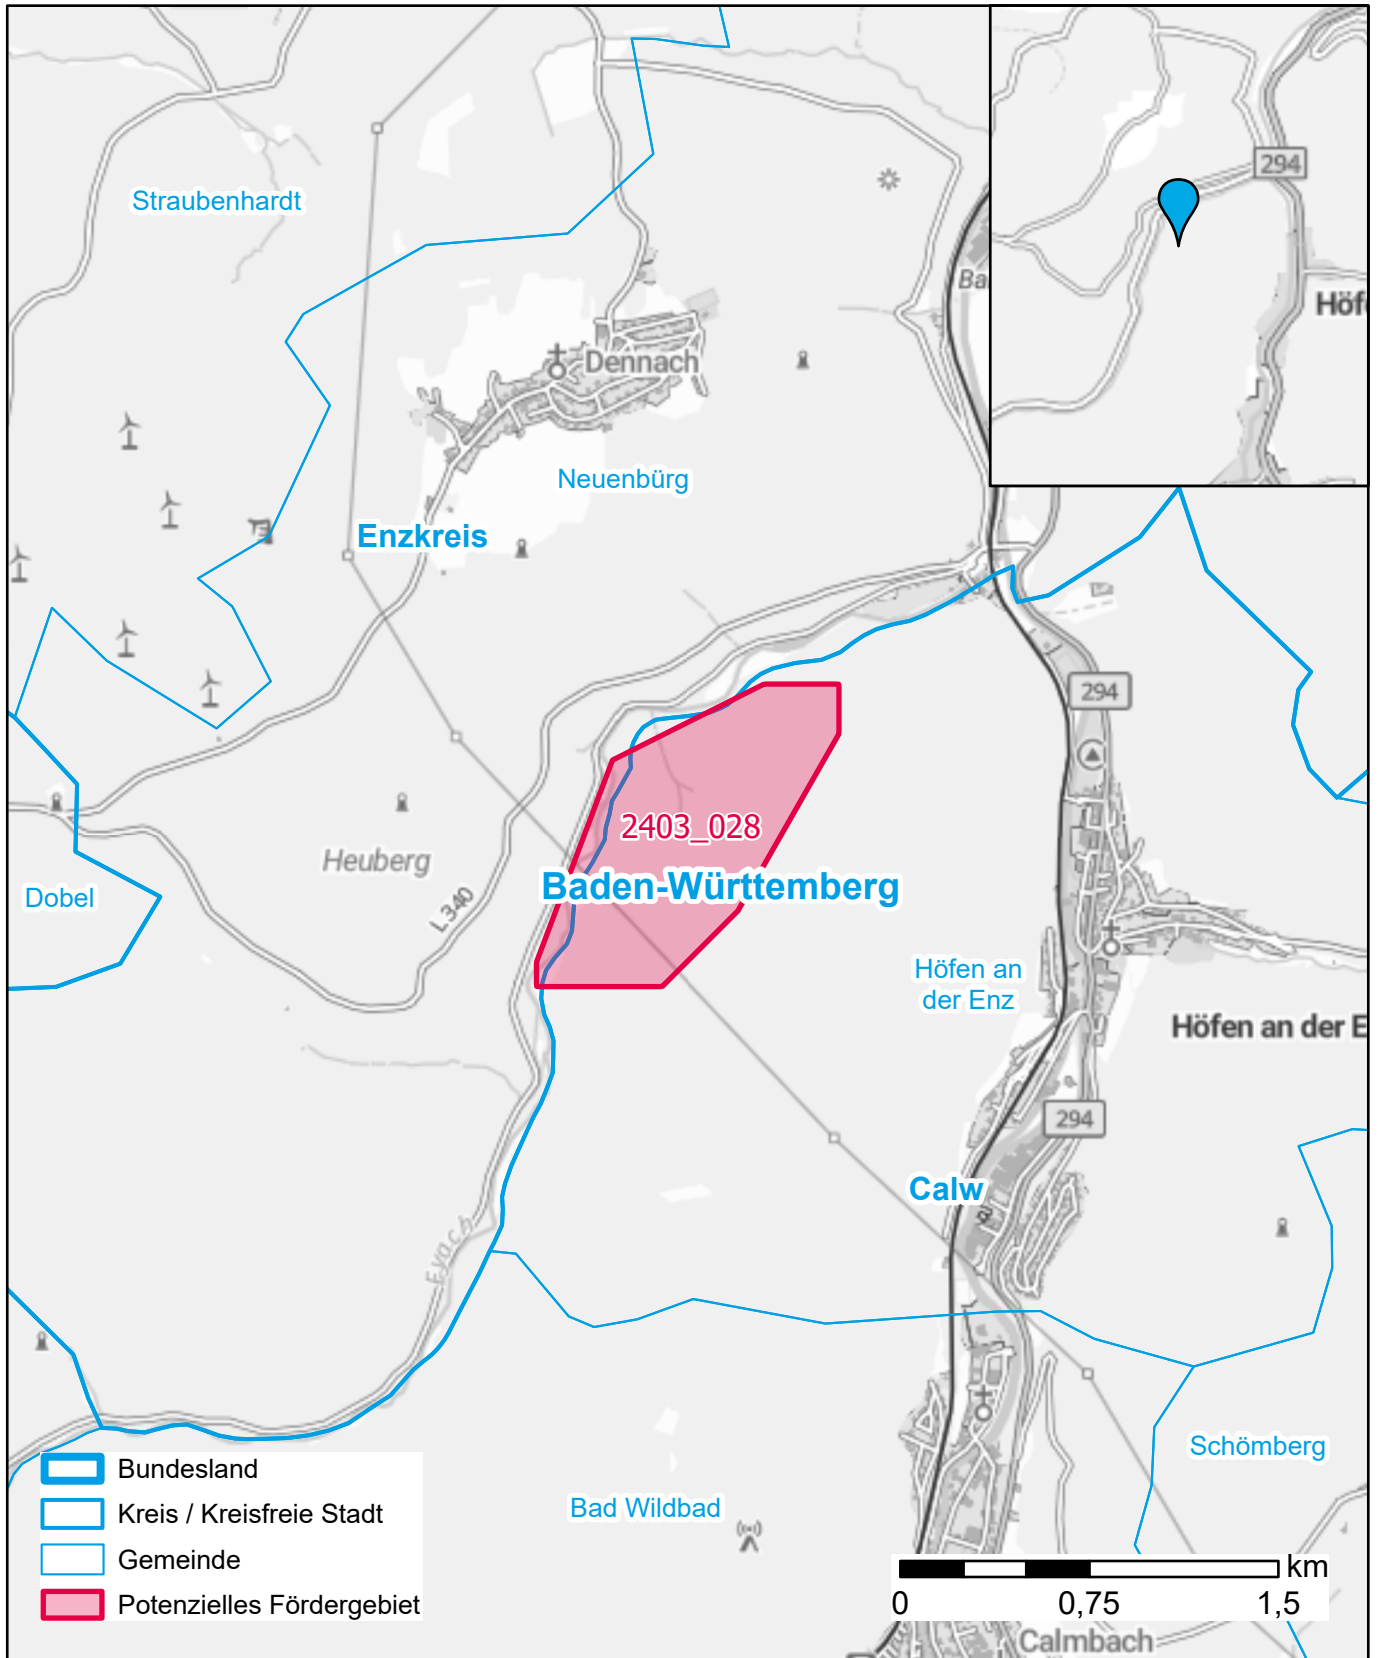 Straubenhardt
294
Höf
Dennach
Neuenbürg
Enzkreis
294
2403_028
Heuberg
Baden-Württemberg
Dobel
L 340
Höfen an
der Enz
Höfen an der E
294
Calw
Eyach
Schömberg
Bad Wildbad
Bundesland
Kreis / Kreisfreie Stadt
Gemeinde
Potenzielles Fördergebiet
km
0
0,75
1,5
Calmbach